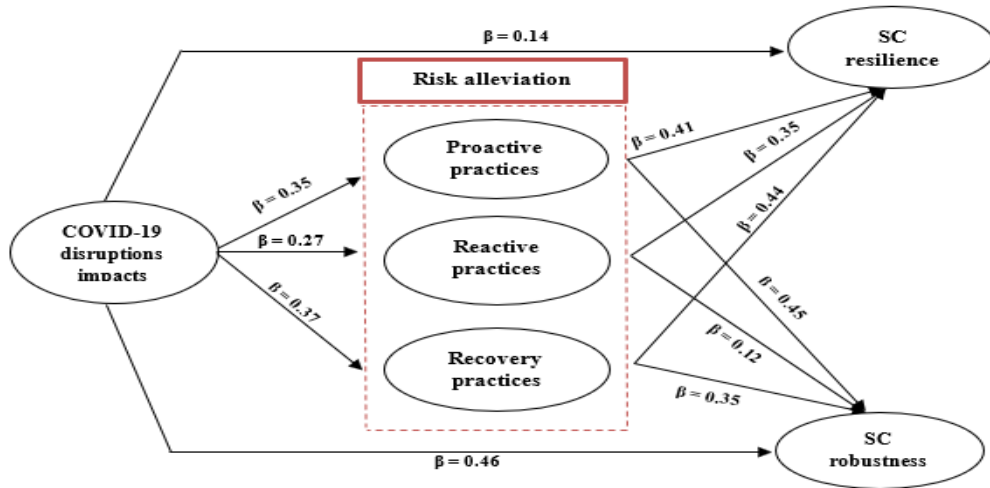 β = 0.14
SC
resilience
Risk alleviation
β = 0.41
β = 0.35
Proactive
practices
β = 0.35
β = 0.44
COVID-19
disruptions
impacts
β = 0.27
Reactive
practices
β = 0.37
β = 0.45
β = 0.12
Recovery
practices
β = 0.35
SC
robustness
β = 0.46